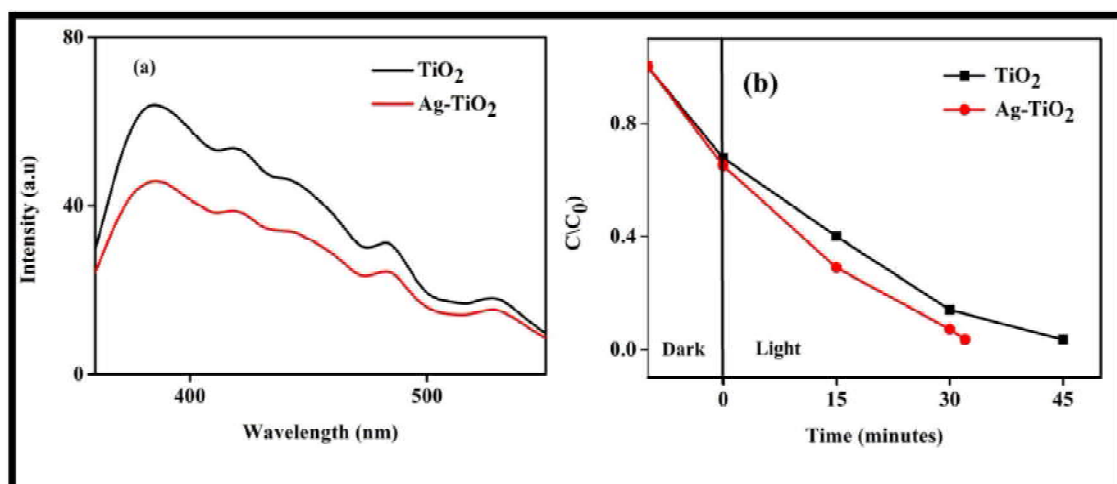 (a)
TiO2
Ag-TiO2
80
40
0
Intensity (a.u)
400
500
Wavelength (nm)
(b)
TiO2
Ag-TiO2
0.8
0.4
0.0
C\C0)
Dark
Light
0
15
30
45
Time (minutes)